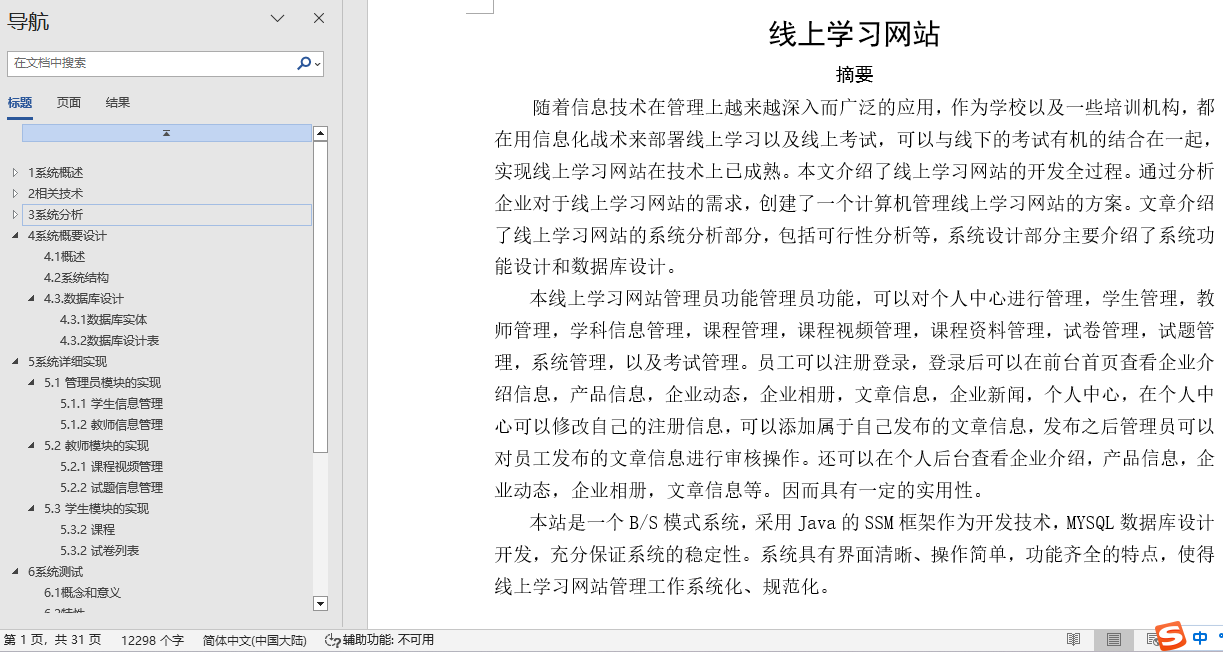 导航
在文档中搜索
标题 页面 结果
1系统概述
2相关技术
3系统分析
4系统概要设计
4.1概述
4.2系统结构
4.3.数据库设计
4.3.1数据库实体
4.3.2数据库设计表
5系统详细实现
5.1 管理员模块的实现
5.1.1 学生信息管理
5.1.2 教师信息管理
5.2 教师模块的实现
5.2.1 课程视频管理
5.2.2 试题信息管理
5.3 学生模块的实现
5.3.2 课程
5.3.2 试卷列表
6系统测试
6.1概念和意义
6.2特性
线上学习网站
摘要
随着信息技术在管理上越来越深入而广泛的应用，作为学校以及一些培训机构，都
在用信息化战术来部署线上学习以及线上考试，可以与线下的考试有机的结合在一起，
实现线上学习网站在技术上已成熟。本文介绍了线上学习网站的开发全过程。通过分析
企业对于线上学习网站的需求，创建了一个计算机管理线上学习网站的方案。文章介绍
了线上学习网站的系统分析部分，包括可行性分析等，系统设计部分主要介绍了系统功
能设计和数据库设计。
本线上学习网站管理员功能管理员功能，可以对个人中心进行管理，学生管理，教
师管理，学科信息管理，课程管理，课程视频管理，课程资料管理，试卷管理，试题管
理，系统管理，以及考试管理。员工可以注册登录，登录后可以在前台首页查看企业介
绍信息，产品信息，企业动态，企业相册，文章信息，企业新闻，个人中心，在个人中
心可以修改自己的注册信息，可以添加属于自己发布的文章信息，发布之后管理员可以
对员工发布的文章信息进行审核操作。还可以在个人后台查看企业介绍，产品信息，企
业动态，企业相册，文章信息等。因而具有一定的实用性。
本站是一个 B/S 模式系统，采用 Java 的 SSM 框架作为开发技术，MYSQL 数据库设计
开发，充分保证系统的稳定性。系统具有界面清晰、操作简单，功能齐全的特点，使得
线上学习网站管理工作系统化、规范化。
第 1 页，共 31 页 12298 个字 简体中文(中国大陆) 辅助功能: 不可用
S 中